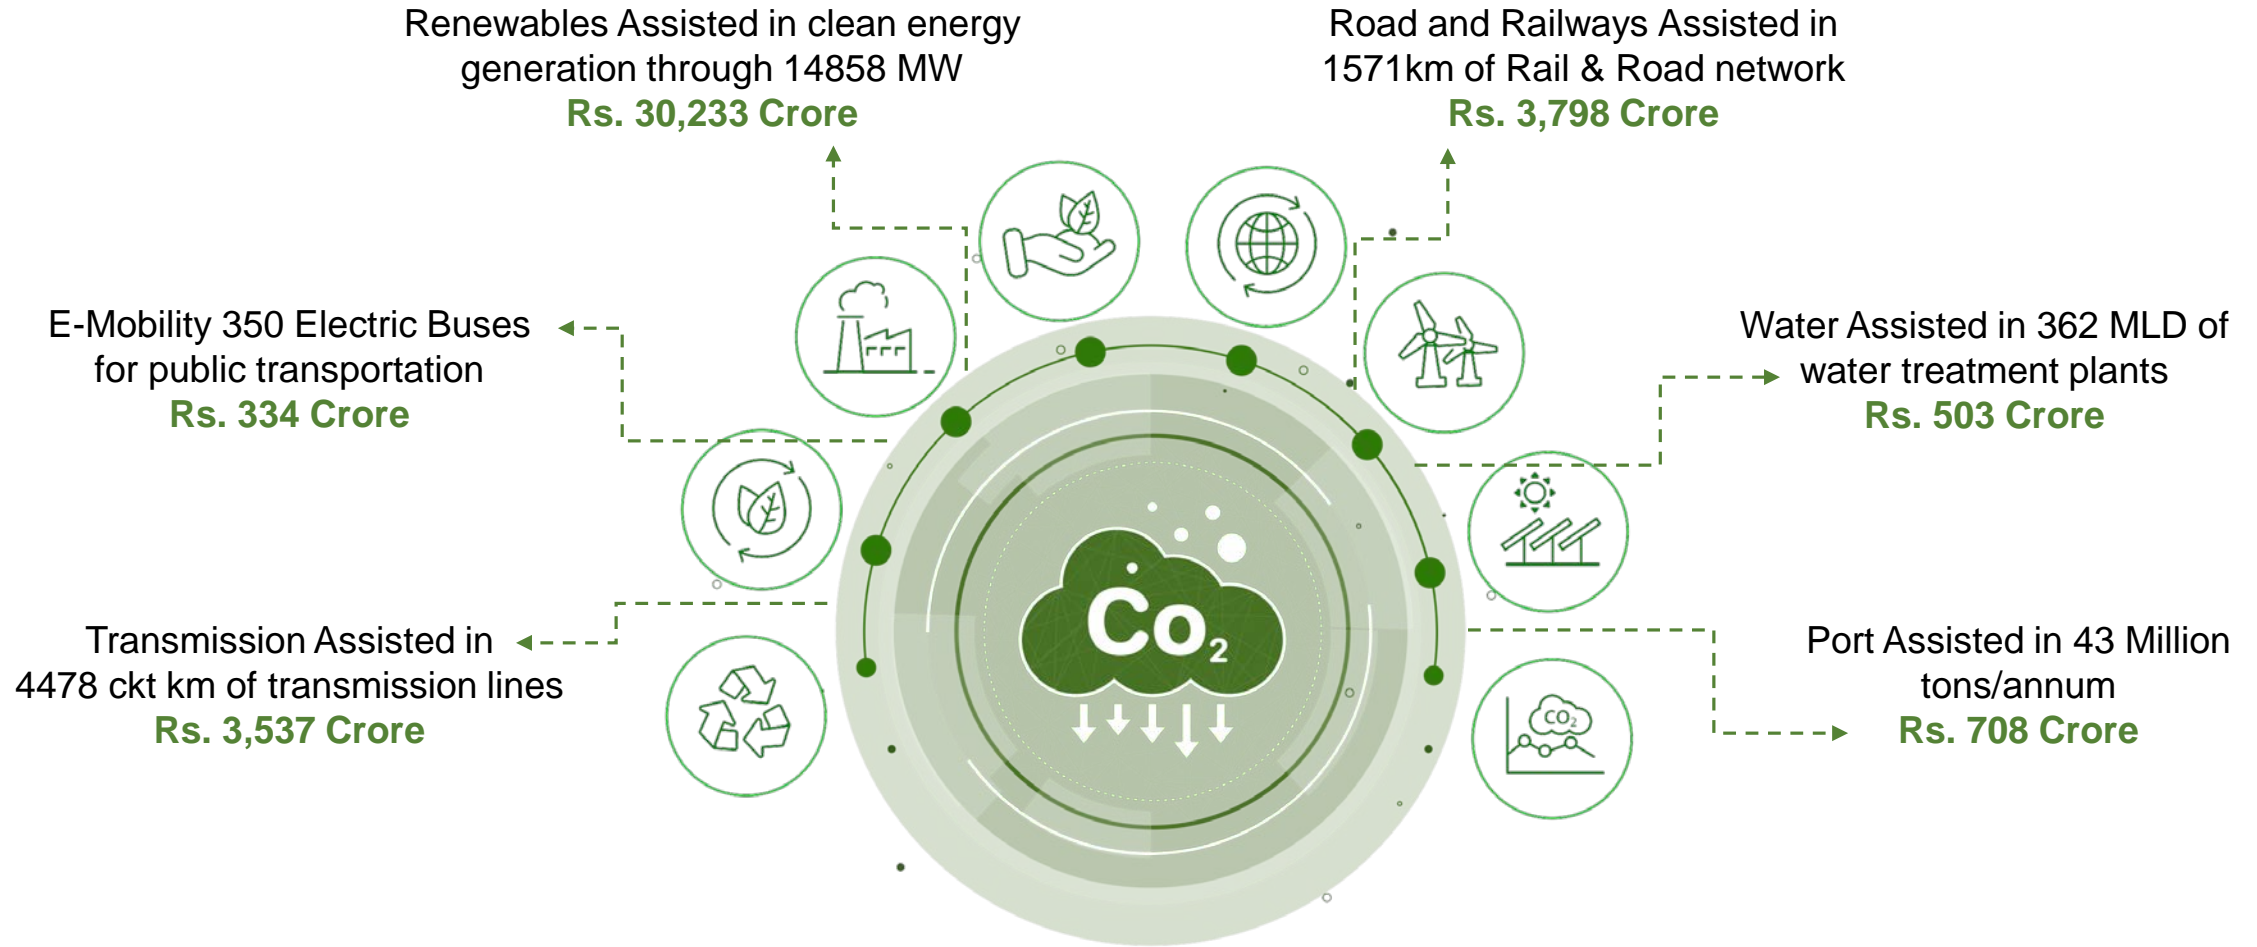 Renewables Assisted in clean energy
generation through 14858 MW
Rs. 30,233 Crore
Road and Railways Assisted in
1571km of Rail & Road network
Rs. 3,798 Crore
E-Mobility 350 Electric Buses
for public transportation
Rs. 334 Crore
Water Assisted in 362 MLD of
water treatment plants
Rs. 503 Crore
Transmission Assisted in
4478 ckt km of transmission lines
Rs. 3,537 Crore
Port Assisted in 43 Million
tons/annum
Rs. 708 Crore
Co₂
CO₂